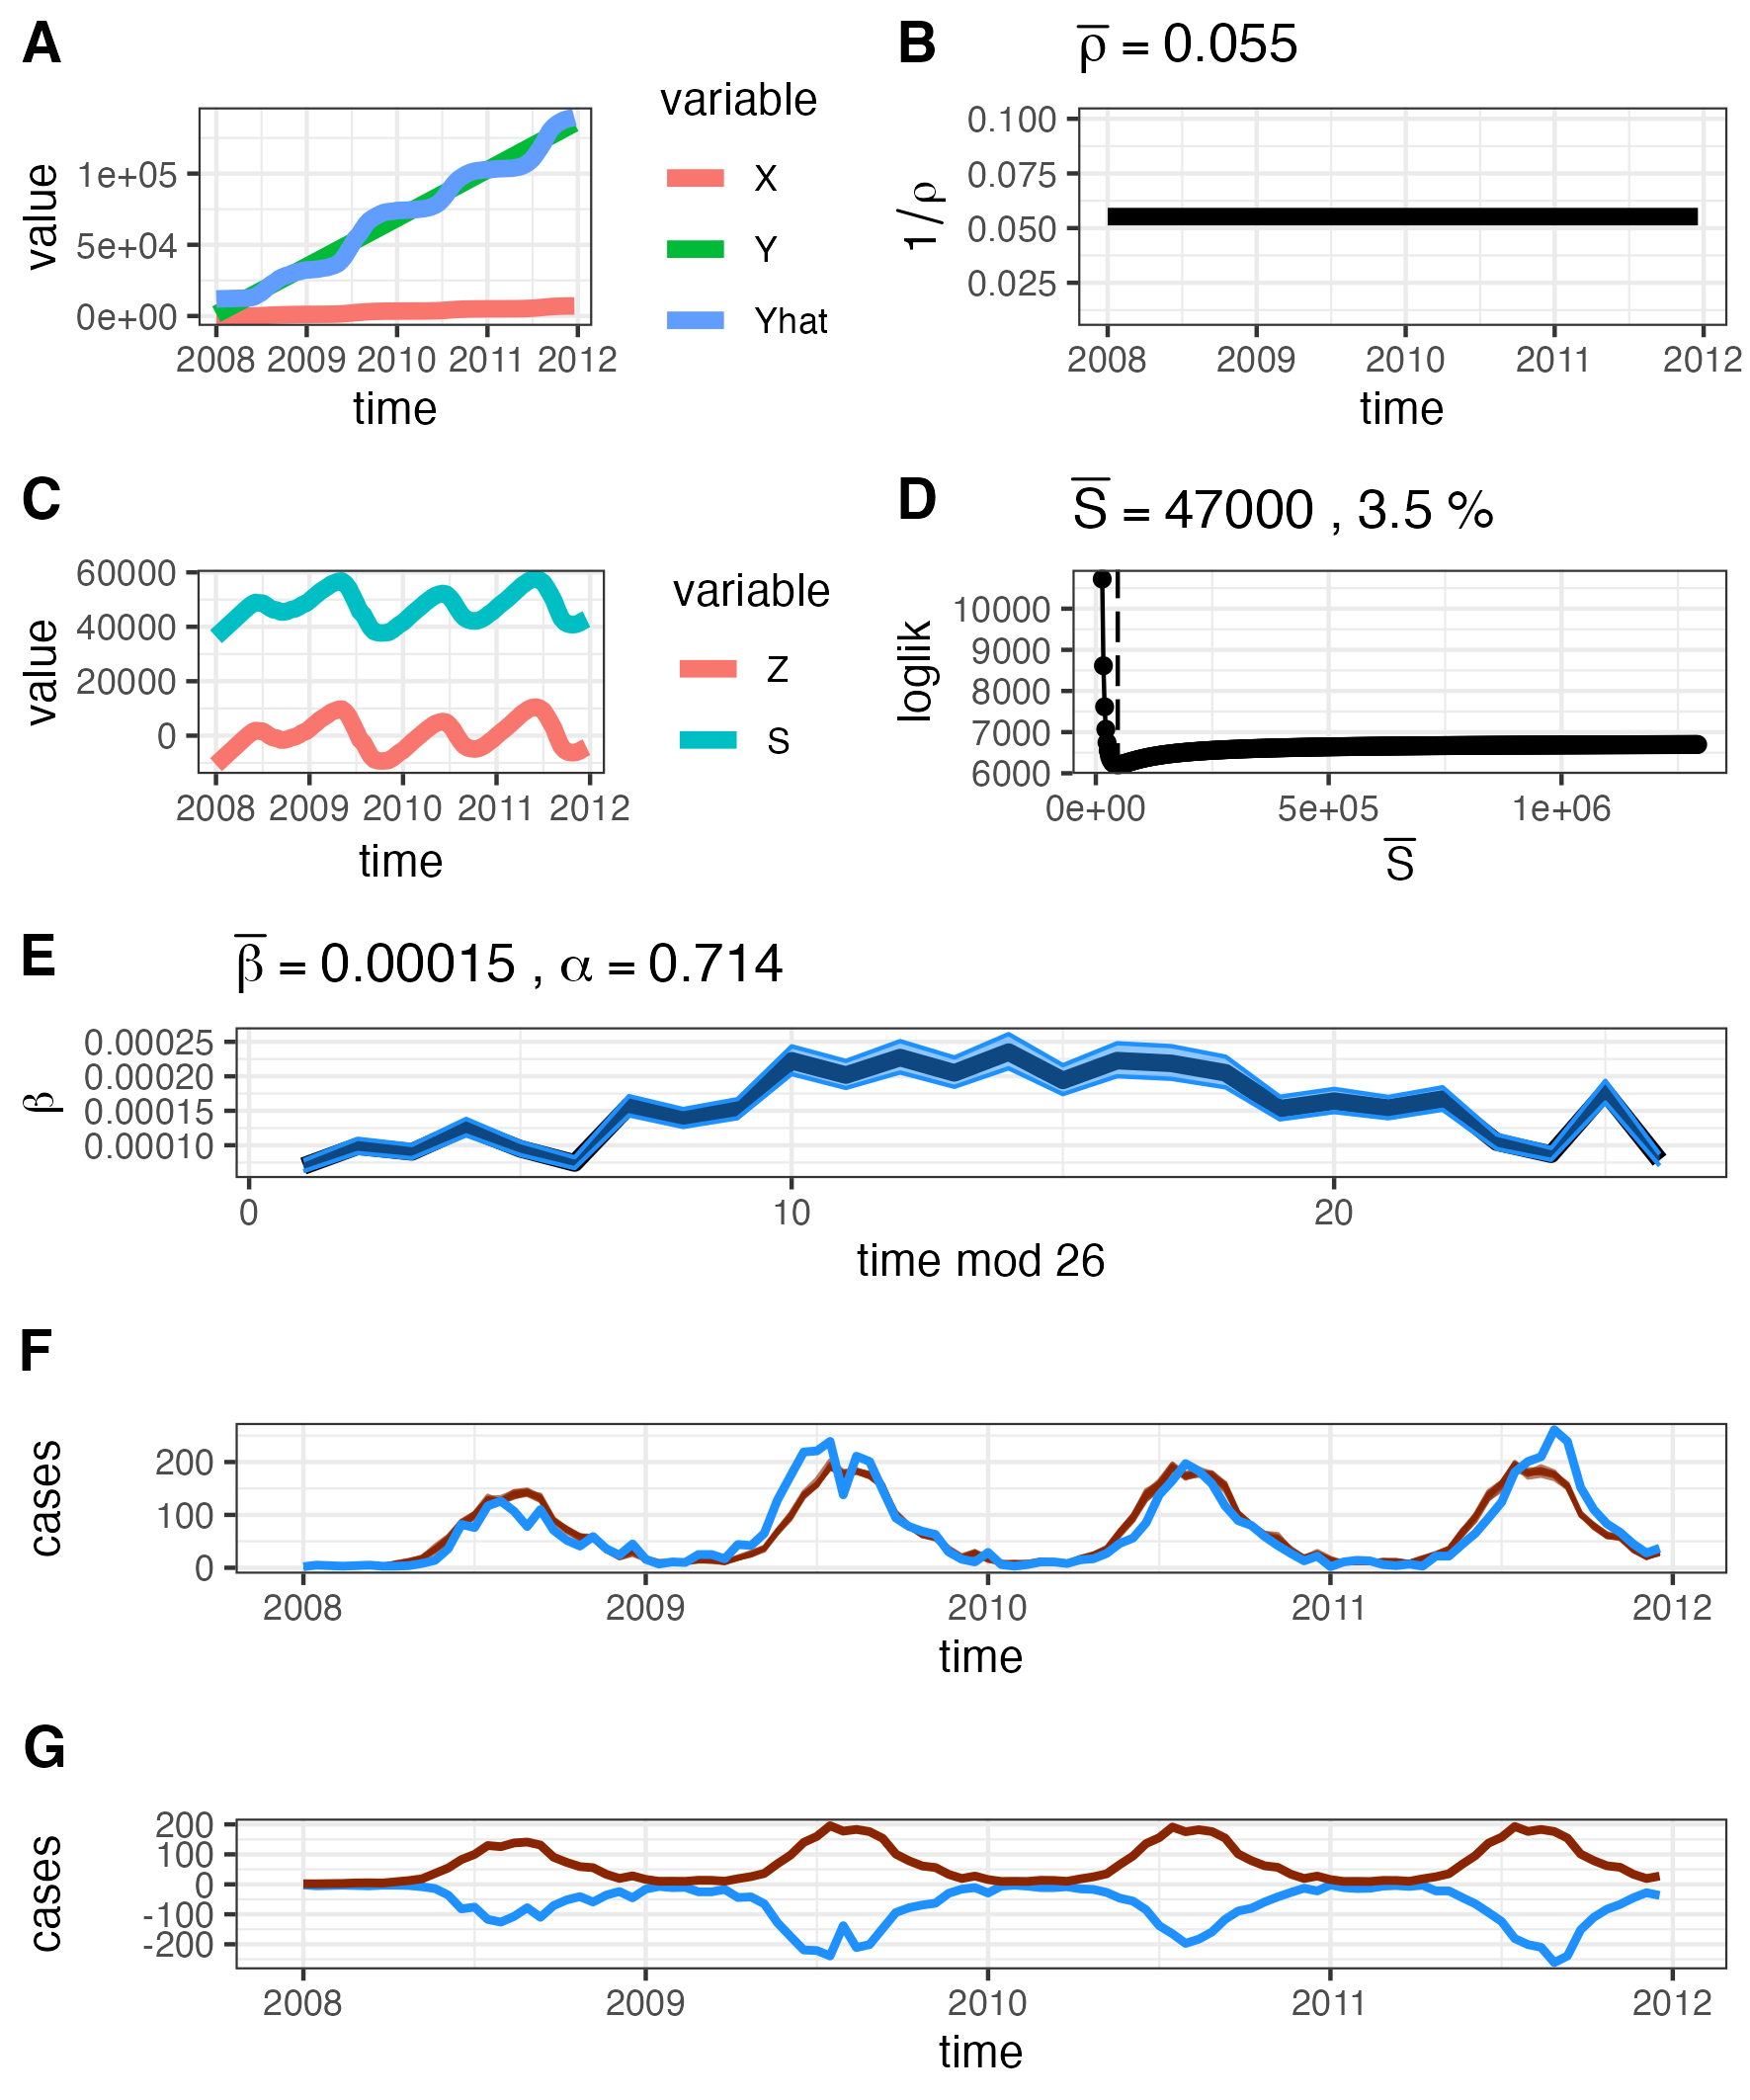 A
value
1e+05
5e+04
0e+00
2008 2009 2010 2011 2012
time
variable
X
Y
Yhat
B
ρ̅ = 0.055
1/ρ
0.100
0.075
0.050
0.025
2008 2009 2010 2011 2012
time
C
value
60000
40000
20000
0
2008 2009 2010 2011 2012
time
variable
Z
S
D
S̅ = 47000 , 3.5 %
loglik
10000
9000
8000
7000
6000
0e+00 5e+05 1e+06
S̅
E
β̅ = 0.00015 , α = 0.714
β
0.00025
0.00020
0.00015
0.00010
0 10 20
time mod 26
F
cases
200
100
0
2008 2009 2010 2011 2012
time
G
cases
200
100
0
-100
-200
2008 2009 2010 2011 2012
time